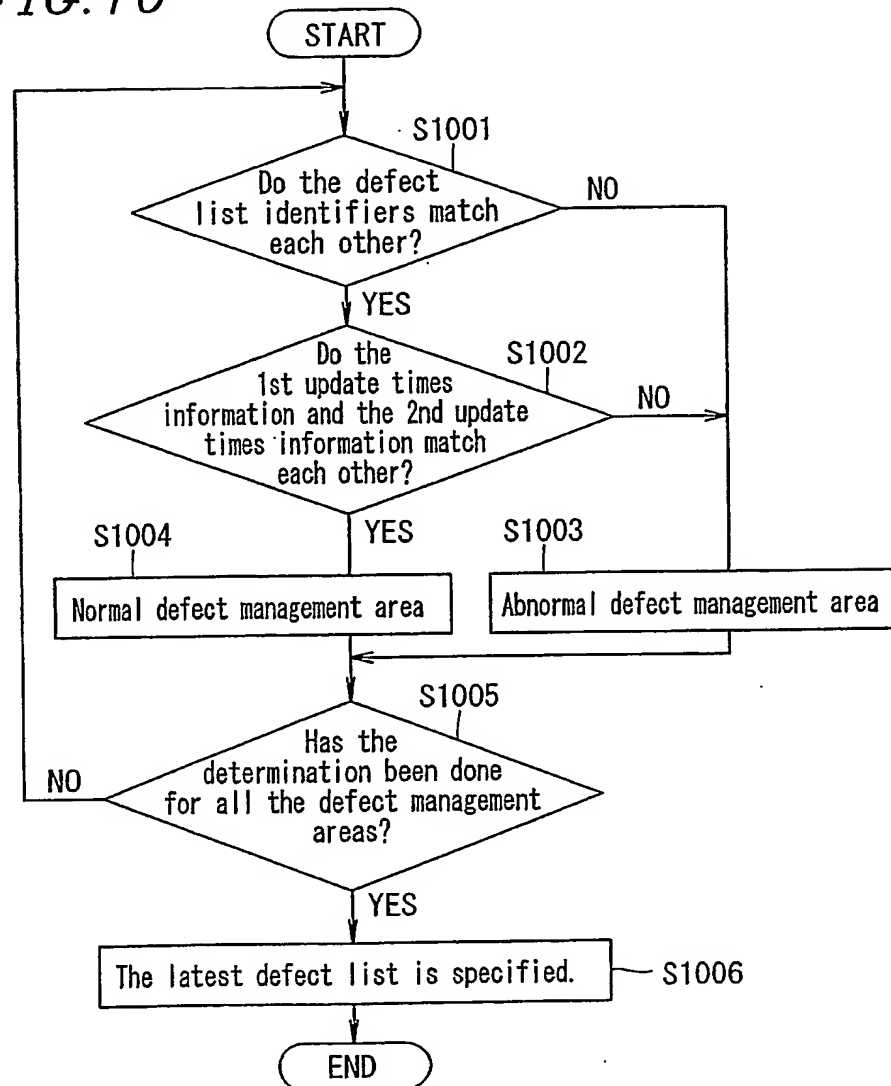 FIG. 10
START
S1001
Do the defect
list identifiers match
each other?
NO
YES
S1002
Do the
1st update times
information and the 2nd update
times information match
each other?
NO
YES
S1004
S1003
Normal defect management area
Abnormal defect management area
S1005
Has the
determination been done
for all the defect management
areas?
NO
YES
The latest defect list is specified.
S1006
END